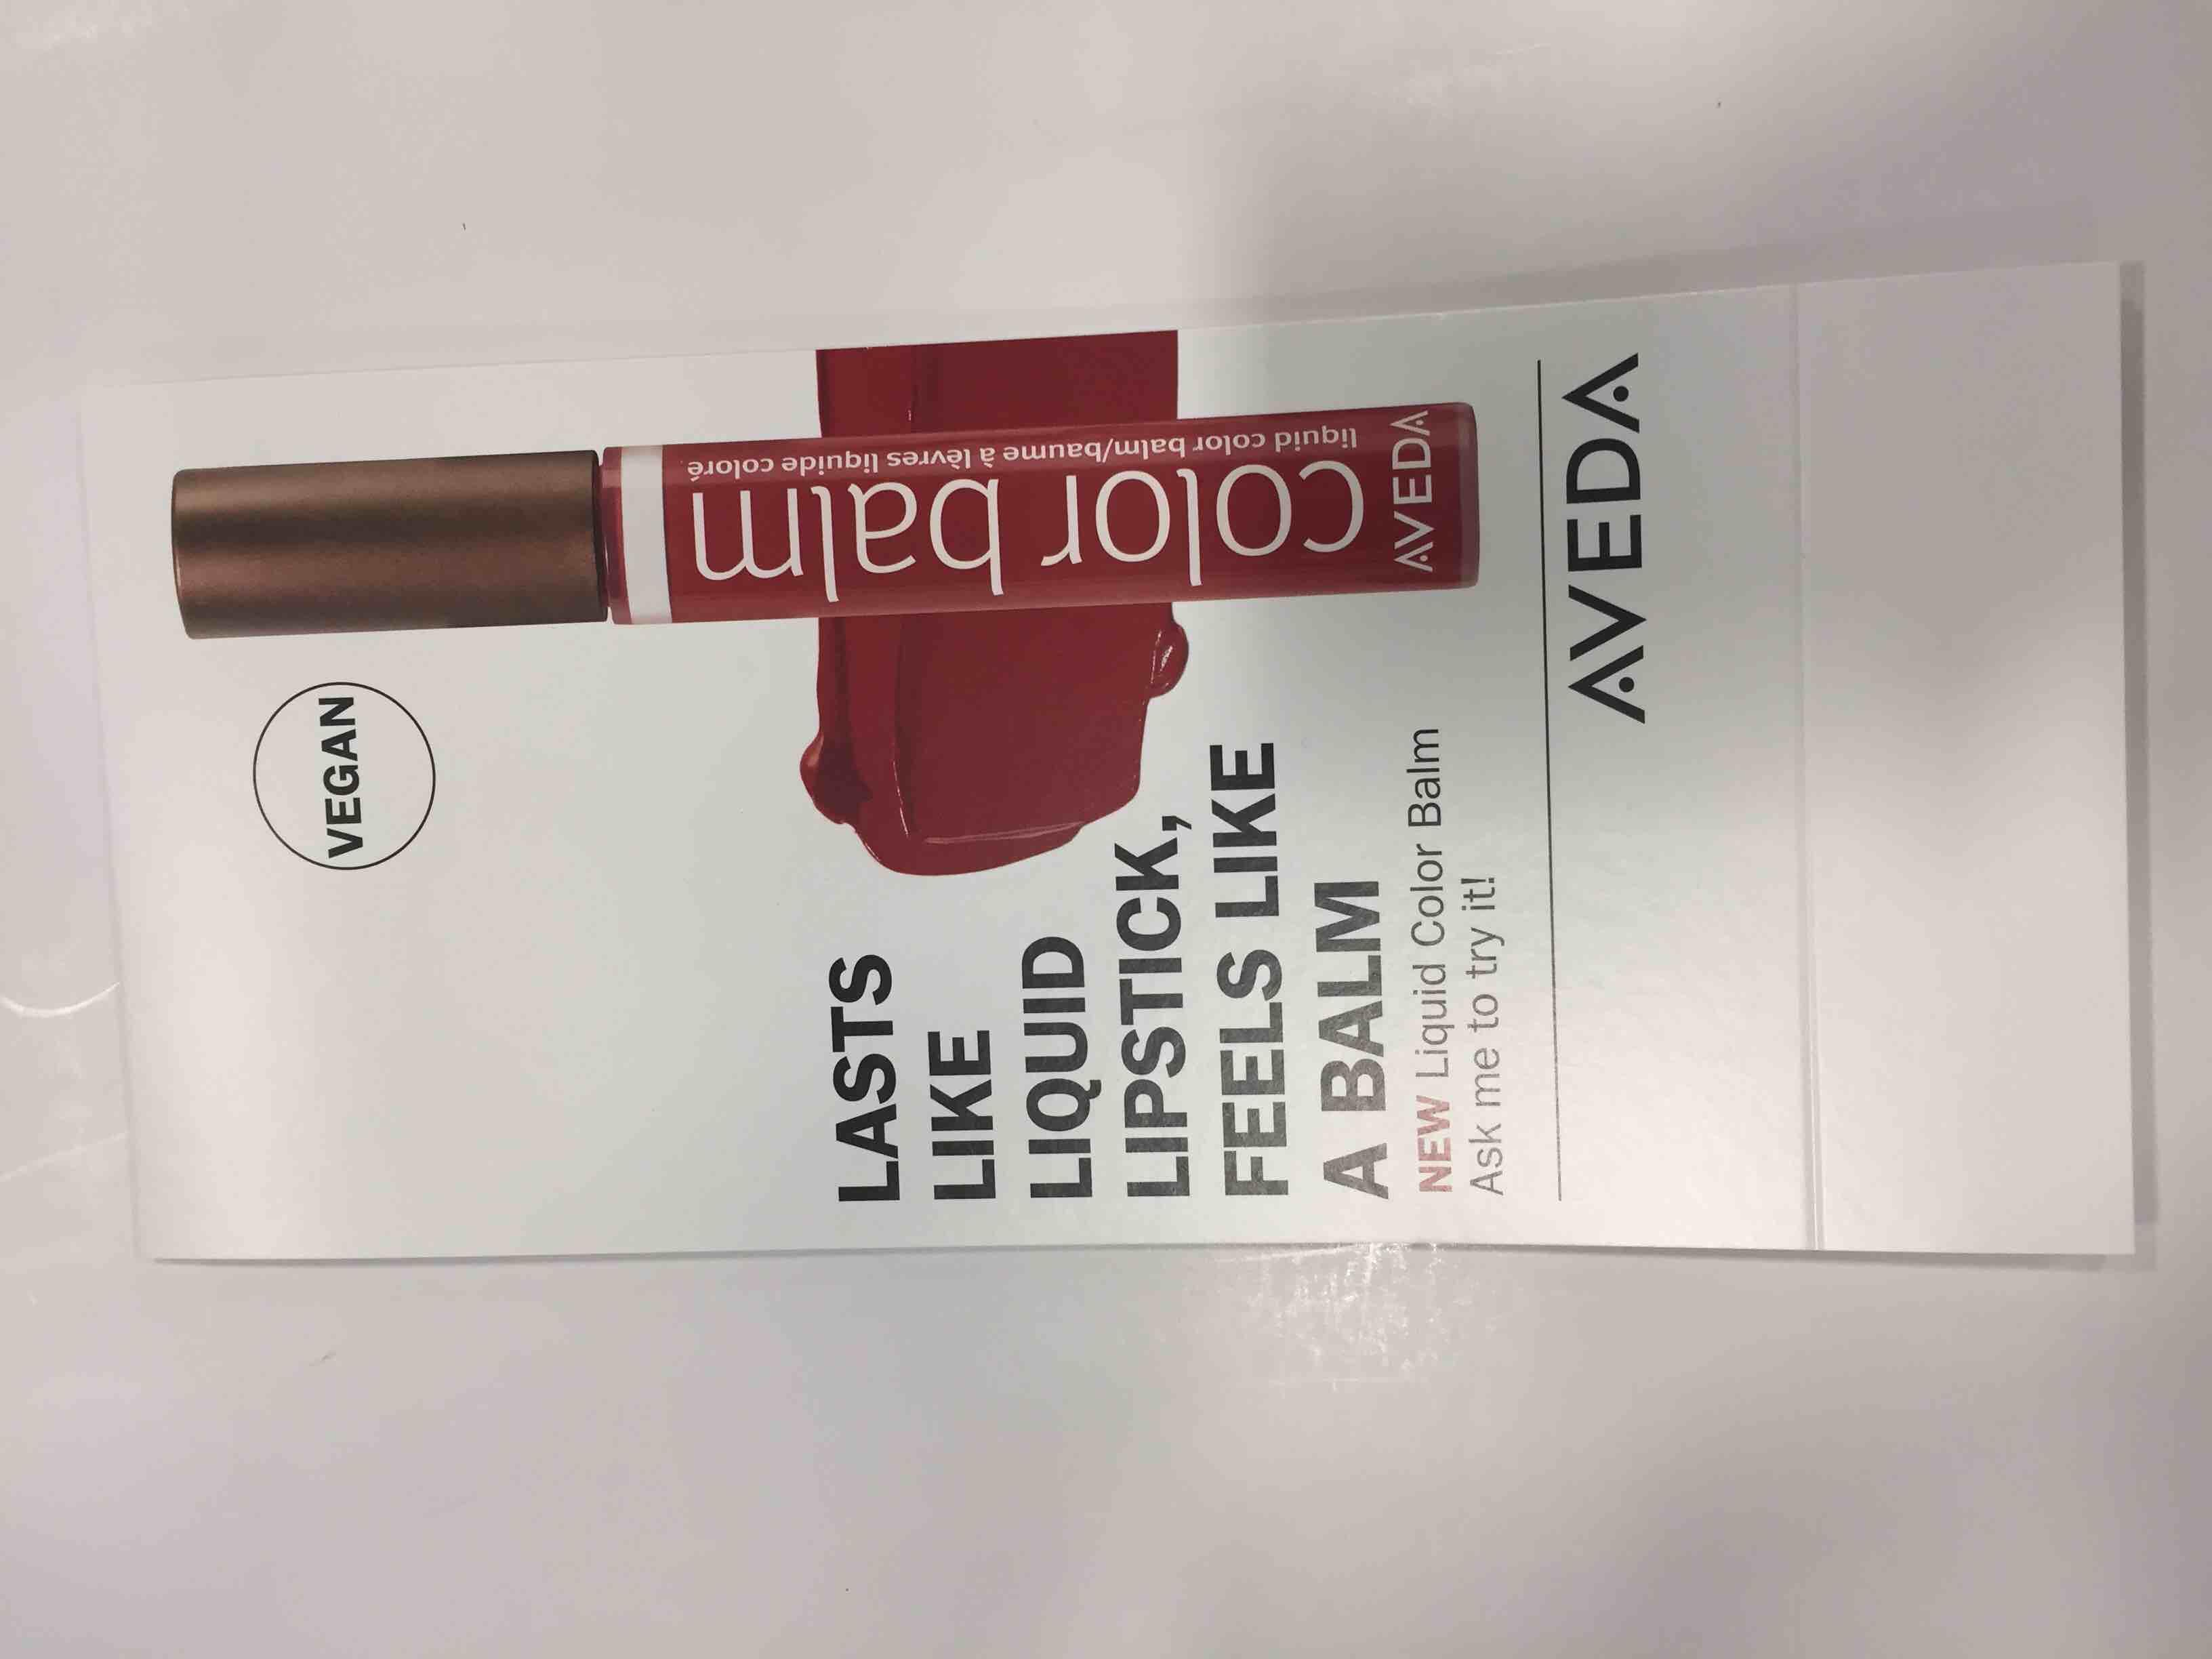 VEGAN
color balm
liquid color balm/baume à lèvres liquide coloré
AVEDA
LASTS
LIKE
LIQUID
LIPSTICK,
FEELS LIKE
A BALM
NEW Liquid Color Balm
Ask me to try it!
AVEDA